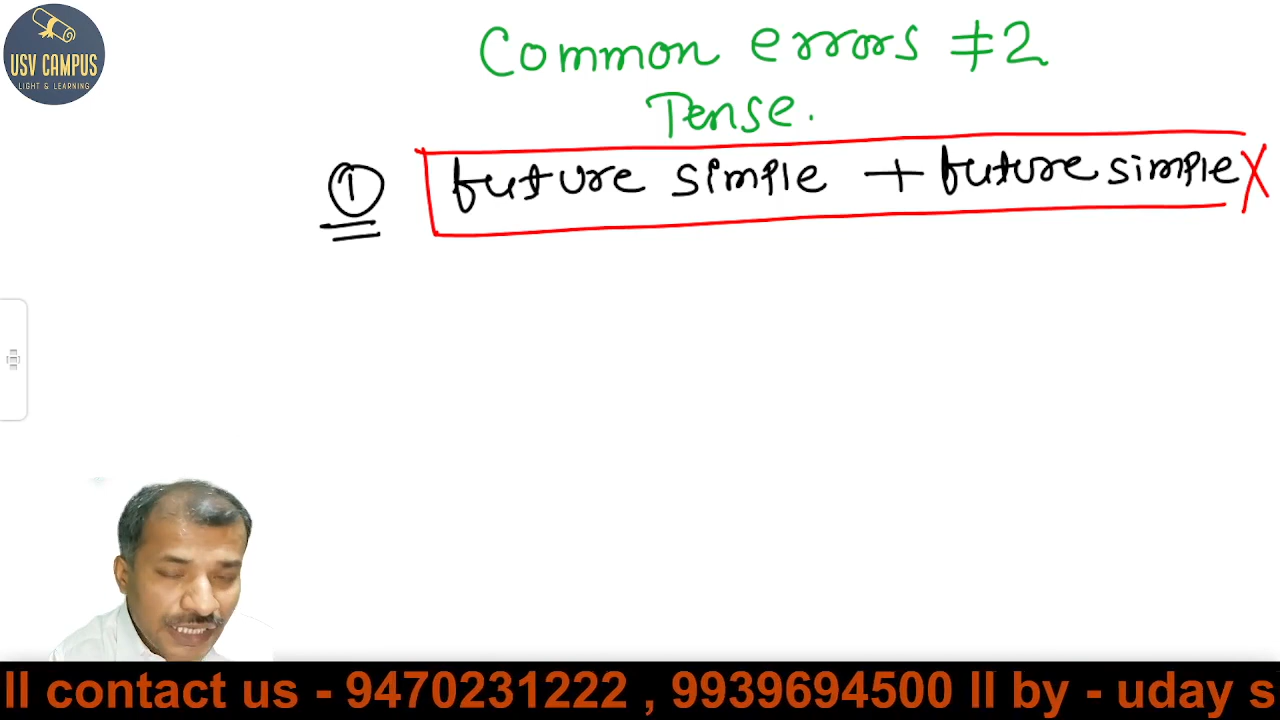 USV CAMPUS
LIGHT & LEARNING
Common errors #2
Tense.
① future simple + future simple X
ll contact us - 9470231222 , 9939694500 ll by - uday s